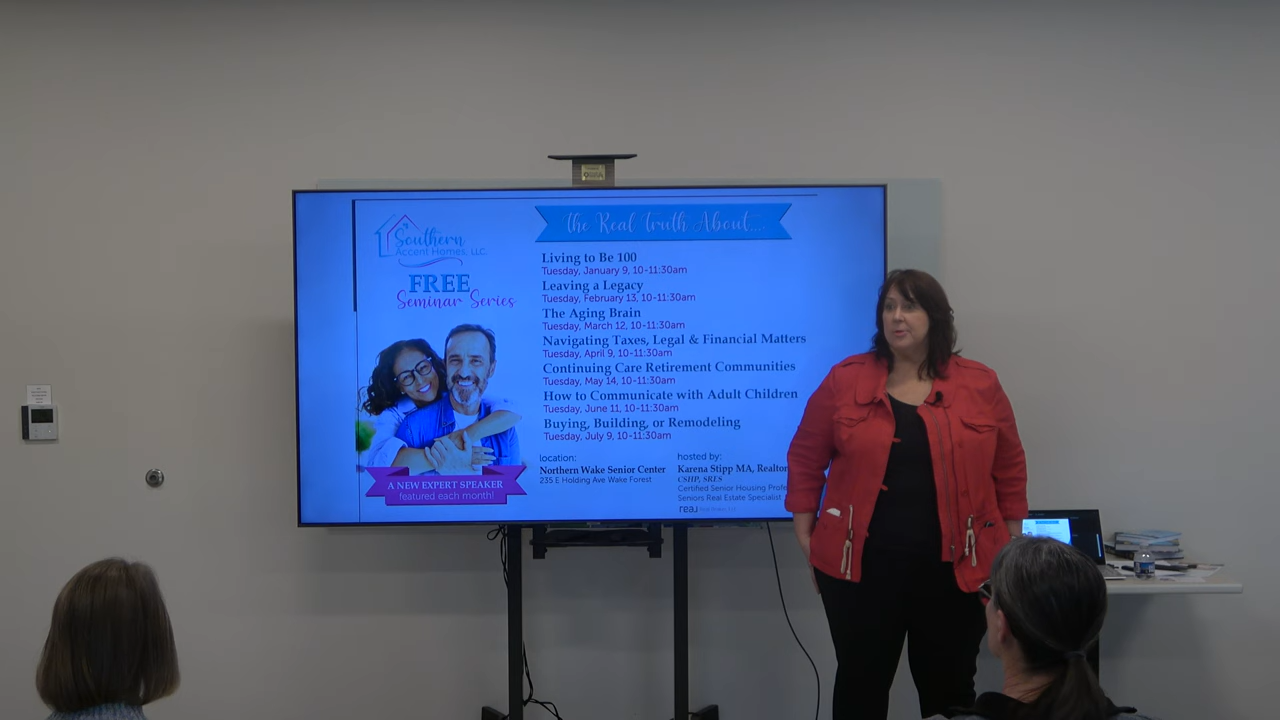 Southern
Accent Homes, LLC.
FREE
Seminar Series
A NEW EXPERT SPEAKER
featured each month!
The Real Truth About....
Living to Be 100
Tuesday, January 9, 10-11:30am
Leaving a Legacy
Tuesday, February 13, 10-11:30am
The Aging Brain
Tuesday, March 12, 10-11:30am
Navigating Taxes, Legal & Financial Matters
Tuesday, April 9, 10-11:30am
Continuing Care Retirement Communities
Tuesday, May 14, 10-11:30am
How to Communicate with Adult Children
Tuesday, June 11, 10-11:30am
Buying, Building, or Remodeling
Tuesday, July 9, 10-11:30am
location:
Northern Wake Senior Center
235 E Holding Ave Wake Forest
hosted by:
Karena Stipp MA, Realtor
CSHP, SRES
Certified Senior Housing Profe
Seniors Real Estate Specialist
real